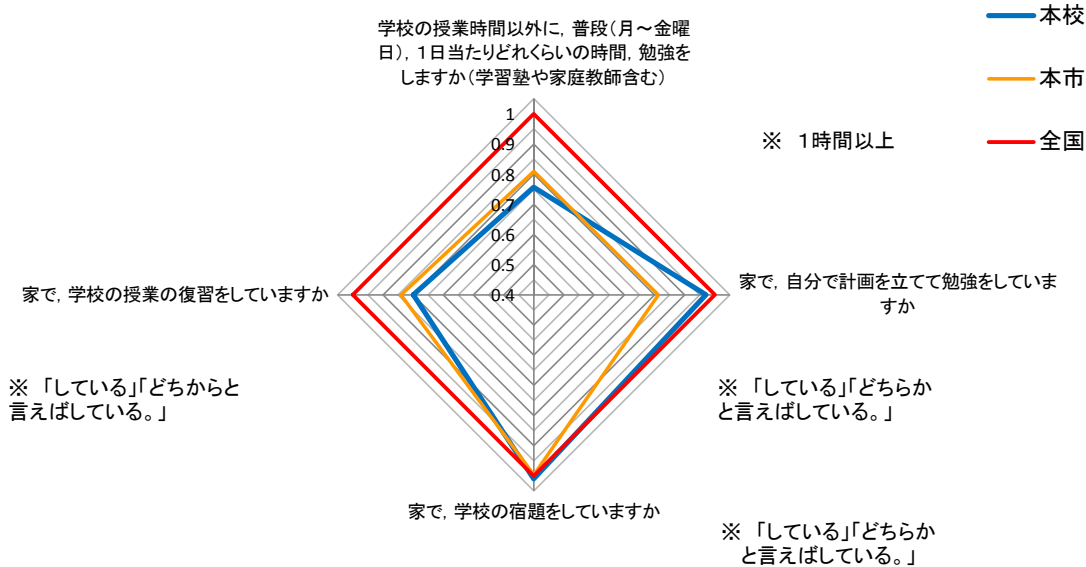 学校の授業時間以外に，普段（月～金曜
日），１日当たりどれくらいの時間，勉強を
しますか（学習塾や家庭教師含む）
本校
本市
全国
※　1時間以上
1
0.9
0.8
0.7
0.6
0.5
0.4
家で，学校の授業の復習をしていますか
家で，自分で計画を立てて勉強をしていま
すか
※　「している」「どちからと
言えばしている。」
※　「している」「どちらか
と言えばしている。」
家で，学校の宿題をしていますか
※　「している」「どちらか
と言えばしている。」